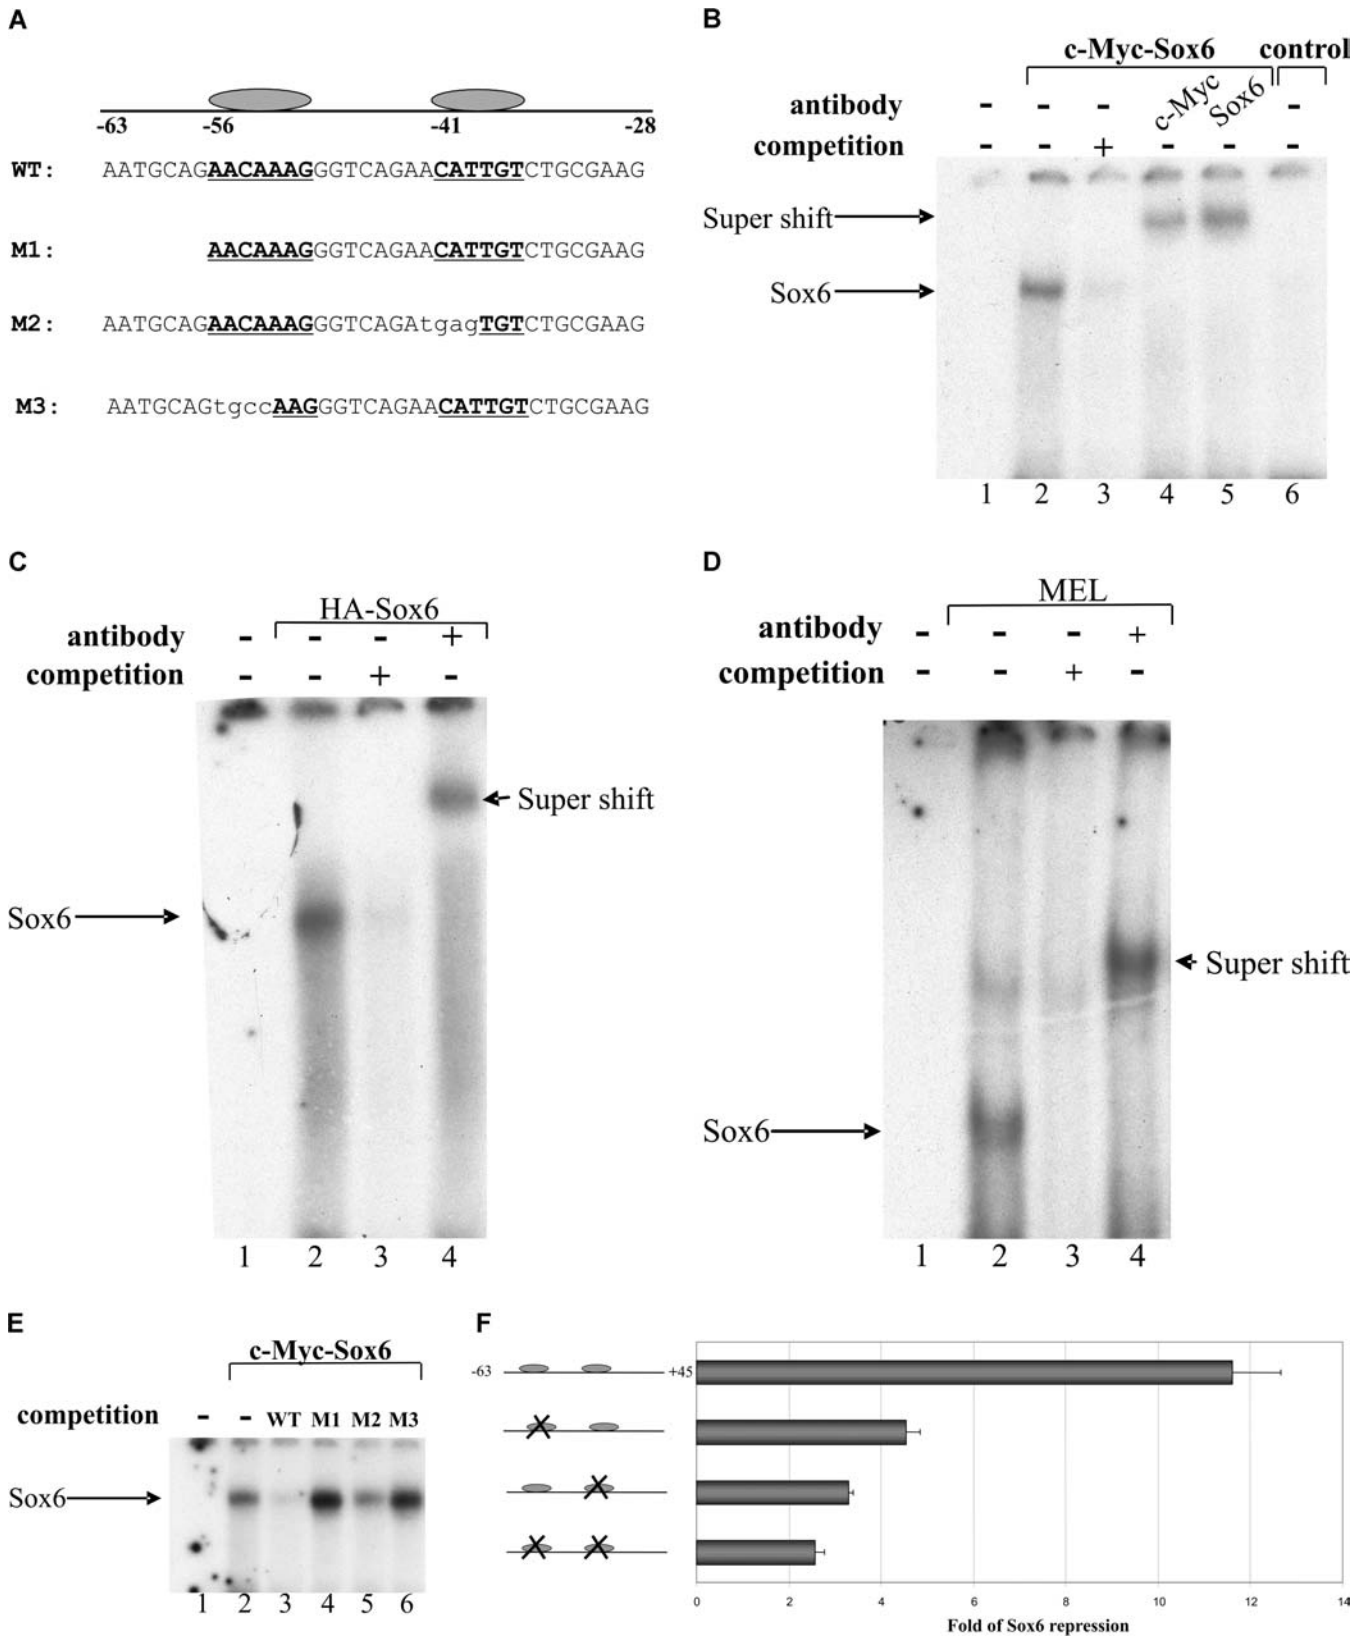 A
-63 -56 -41 -28
WT: AATGCAGAACAAAGGGTCAGAACATTGTCTGCGAAG
M1: AACAAAGGGTCAGAACATTGTCTGCGAAG
M2: AATGCAGAACAAAGGGTCAGATgagTGTCTGCGAAG
M3: AATGCAGtgccAAGGGTCAGAACATTGTCTGCGAAG
B
c-Myc-Sox6 control
antibody - - - c-Myc Sox6 -
competition - - + - - -
Super shift
Sox6
1 2 3 4 5 6
C
HA-Sox6
antibody - - - +
competition - - + -
Super shift
Sox6
1 2 3 4
D
MEL
antibody - - - +
competition - - + -
Super shift
Sox6
1 2 3 4
E
c-Myc-Sox6
competition - - WT M1 M2 M3
Sox6
1 2 3 4 5 6
F
-63 +45
0 2 4 6 8 10 12 14
Fold of Sox6 repression